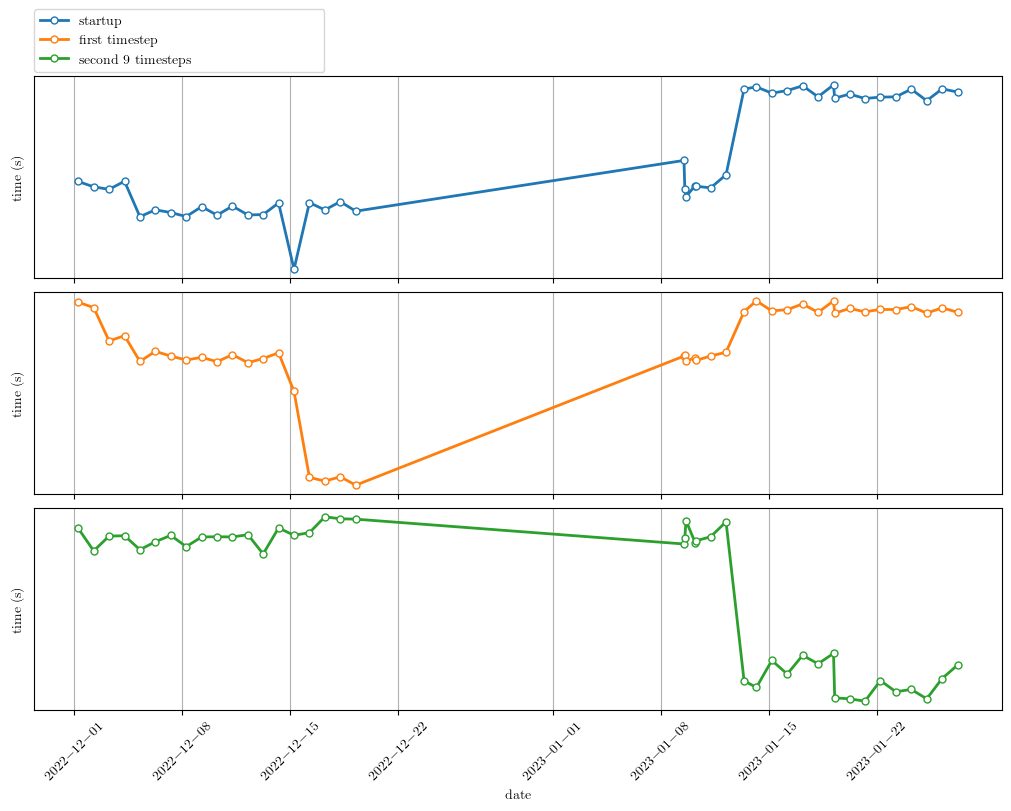 startup
first timestep
second 9 timesteps
time (s)
time (s)
time (s)
2022−12−01
2022−12−08
2022−12−15
2022−12−22
2023−01−01
2023−01−08
2023−01−15
2023−01−22
date